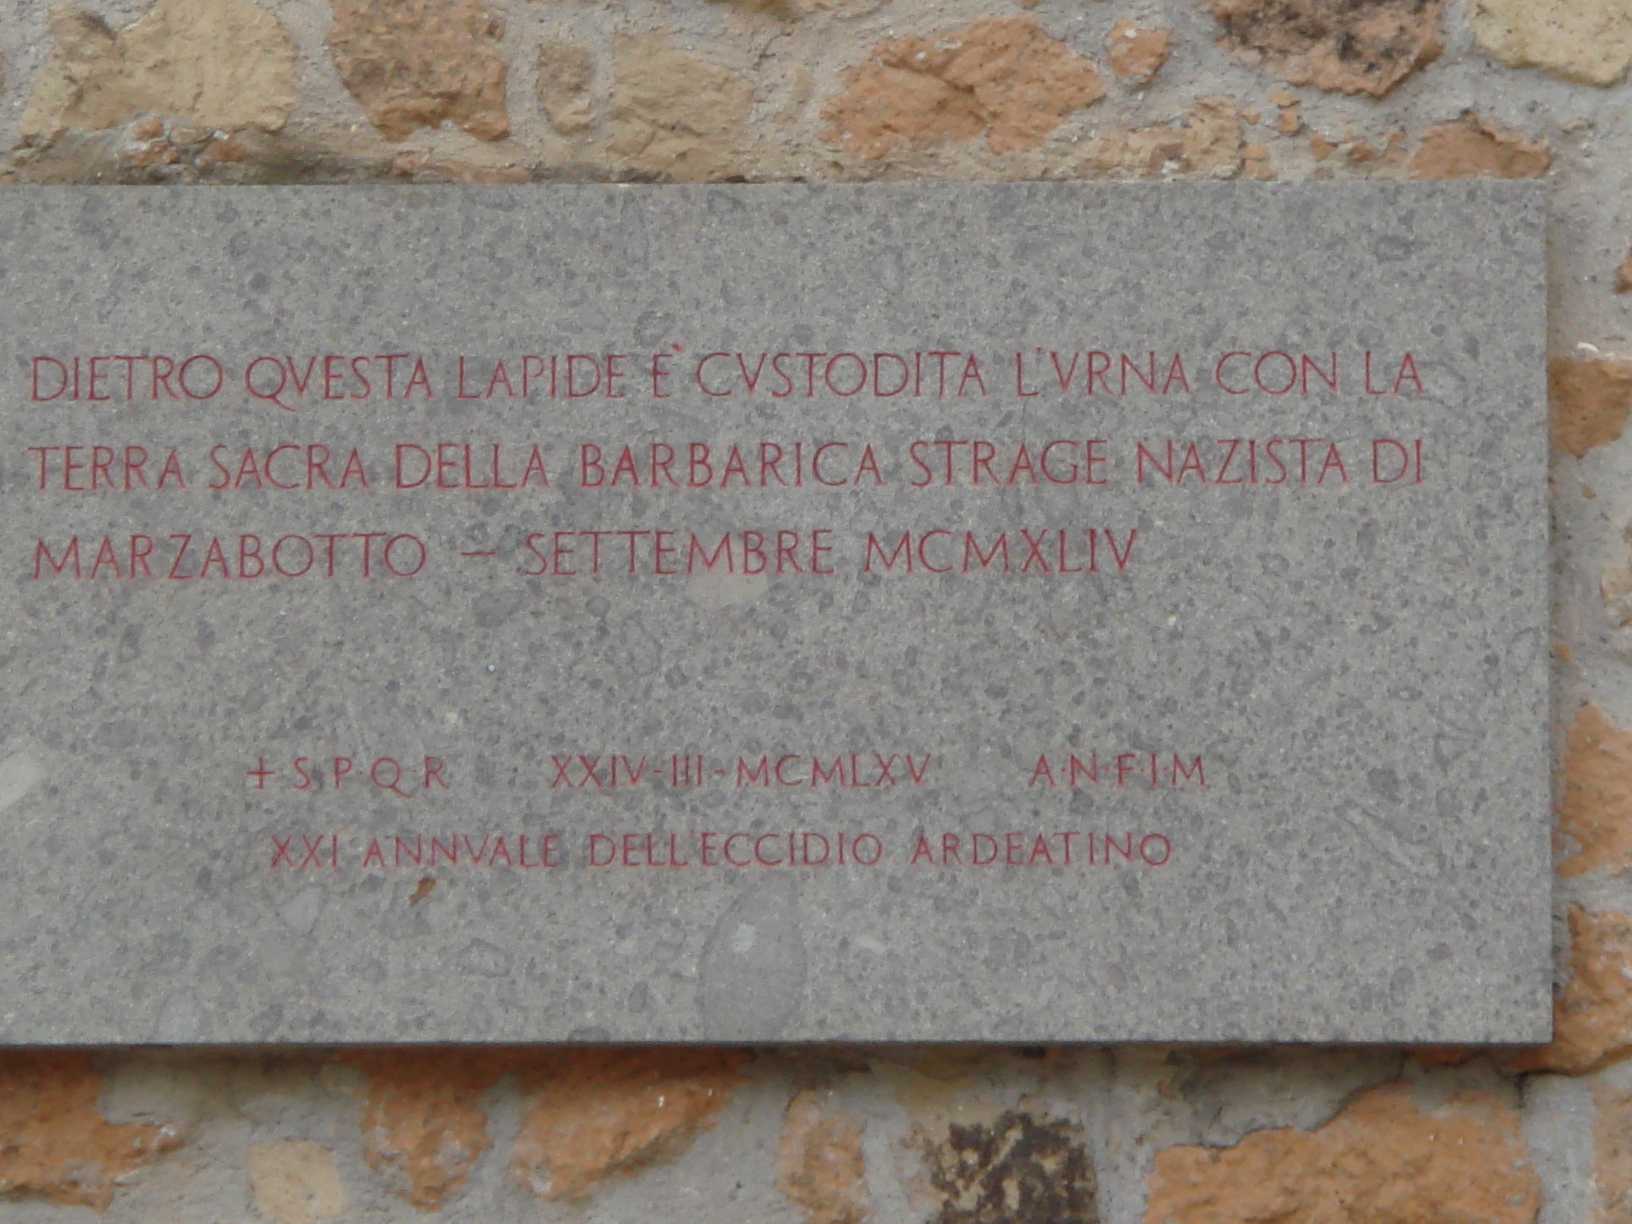 DIETRO QVESTA LAPIDE E' CVSTODITA L'VRNA CON LA
TERRA SACRA DELLA BARBARICA STRAGE NAZISTA DI
MARZABOTTO – SETTEMBRE MCMXLIV
+ S·P·Q·R XXIV-III-MCMLXV A·N·F·I·M
XXI ANNVALE DELL'ECCIDIO ARDEATINO